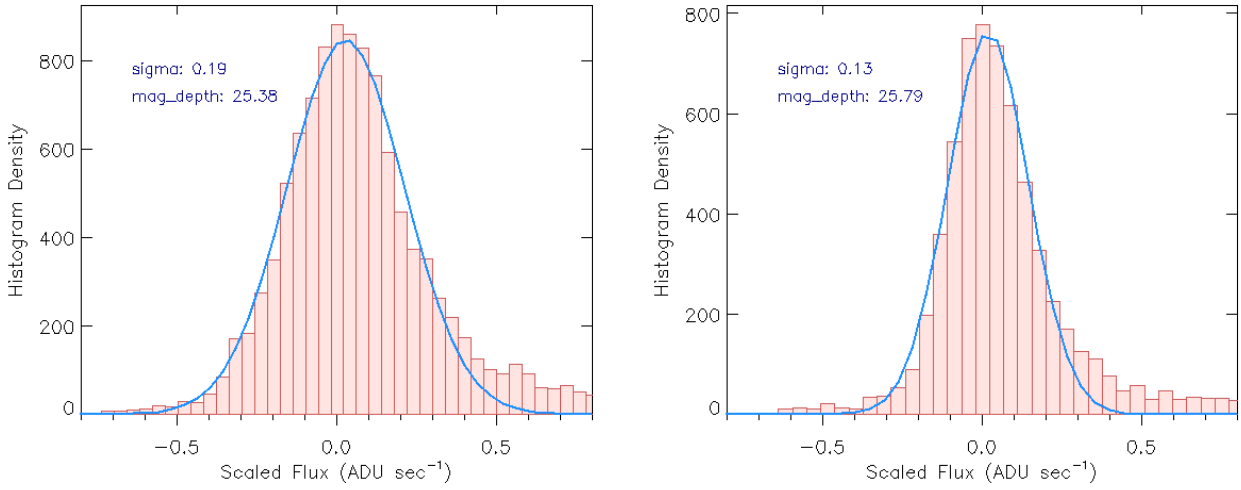 800
600
400
200
0
Histogram Density
sigma: 0.19
mag_depth: 25.38
−0.5
0.0
0.5
Scaled Flux (ADU sec⁻¹)
800
600
400
200
0
Histogram Density
sigma: 0.13
mag_depth: 25.79
−0.5
0.0
0.5
Scaled Flux (ADU sec⁻¹)